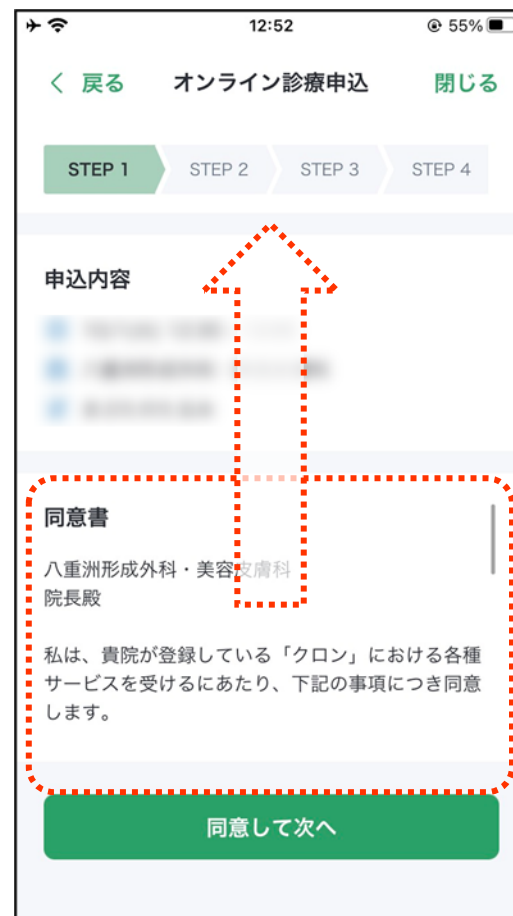 12:52
55%
戻る
オンライン診療申込
閉じる
STEP 1
STEP 2
STEP 3
STEP 4
申込内容
同意書
八重洲形成外科・美容皮膚科
院長殿
私は、貴院が登録している「クロン」における各種
サービスを受けるにあたり、下記の事項につき同意
します。
同意して次へ